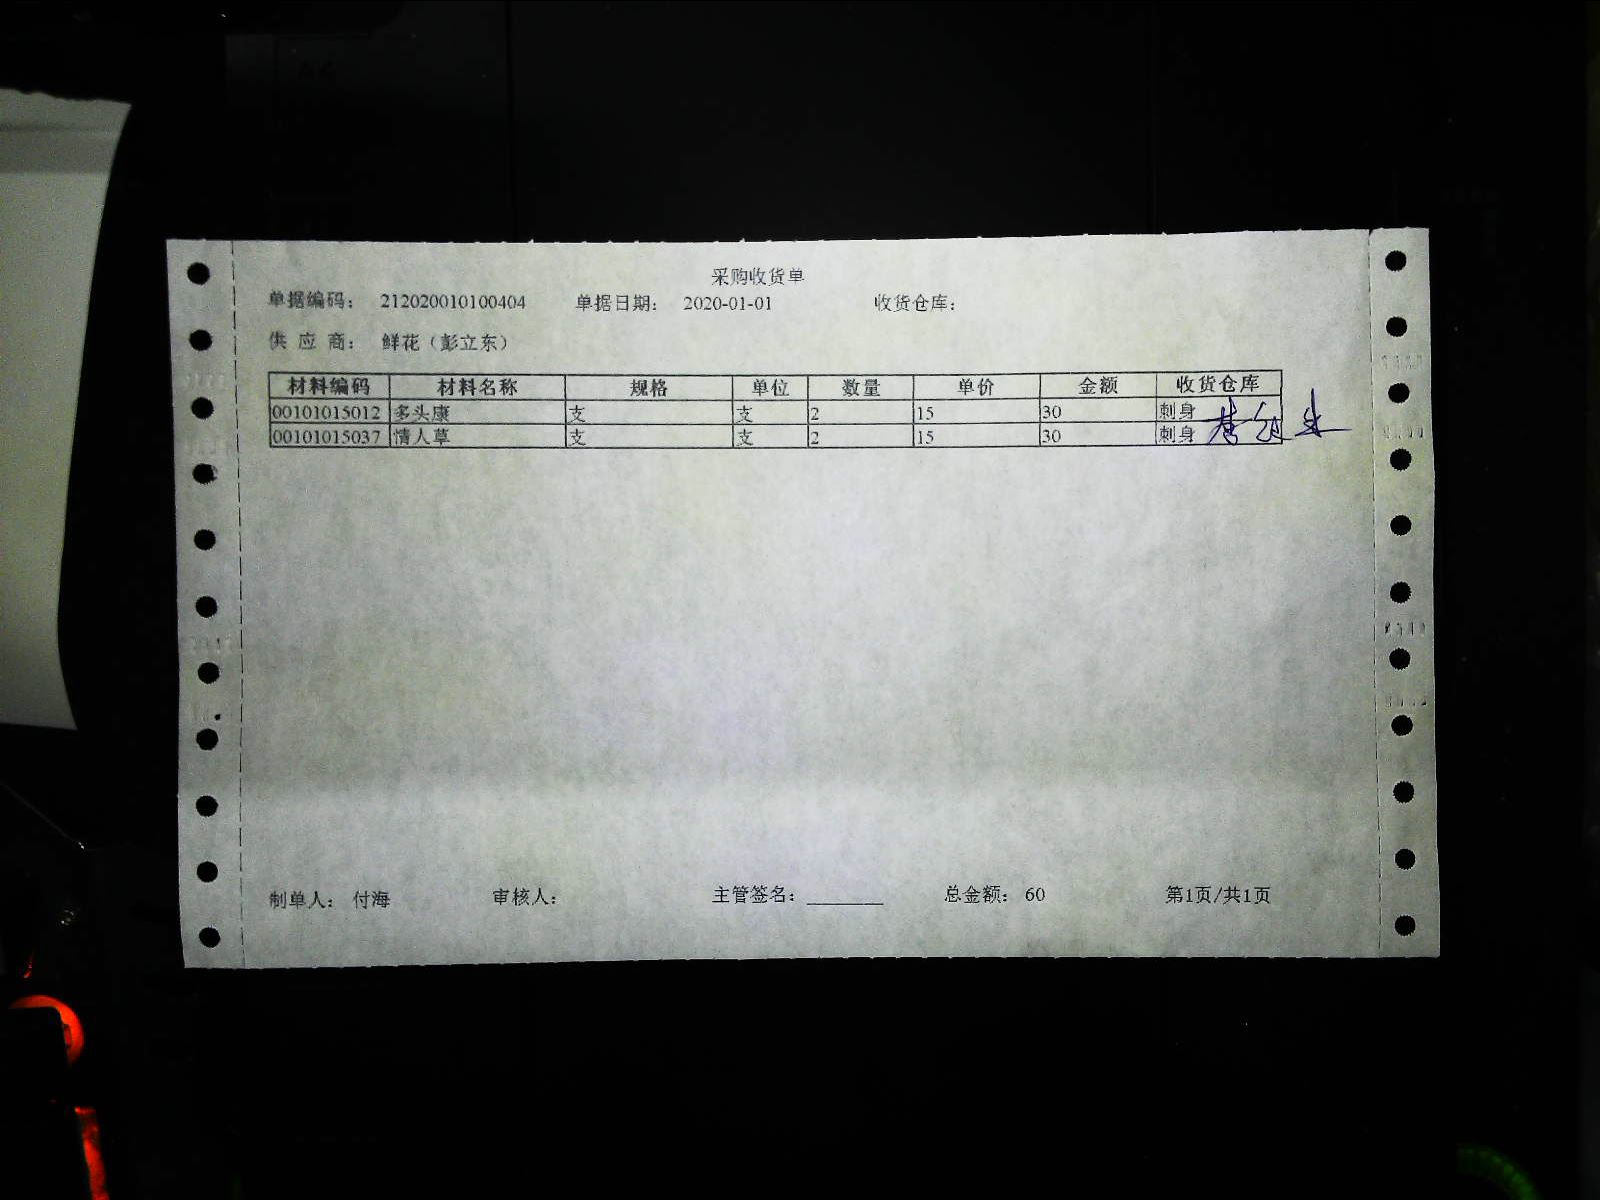 采购收货单
单据编码： 212020010100404 单据日期： 2020-01-01 收货仓库：
供应商： 鲜花（彭立东）
材料编码 材料名称 规格 单位 数量 单价 金额 收货仓库
00101015012 多头康 支 支 2 15 30 刺身
00101015037 情人草 支 支 2 15 30 刺身
制单人： 付海 审核人： 主管签名：________ 总金额： 60 第1页/共1页